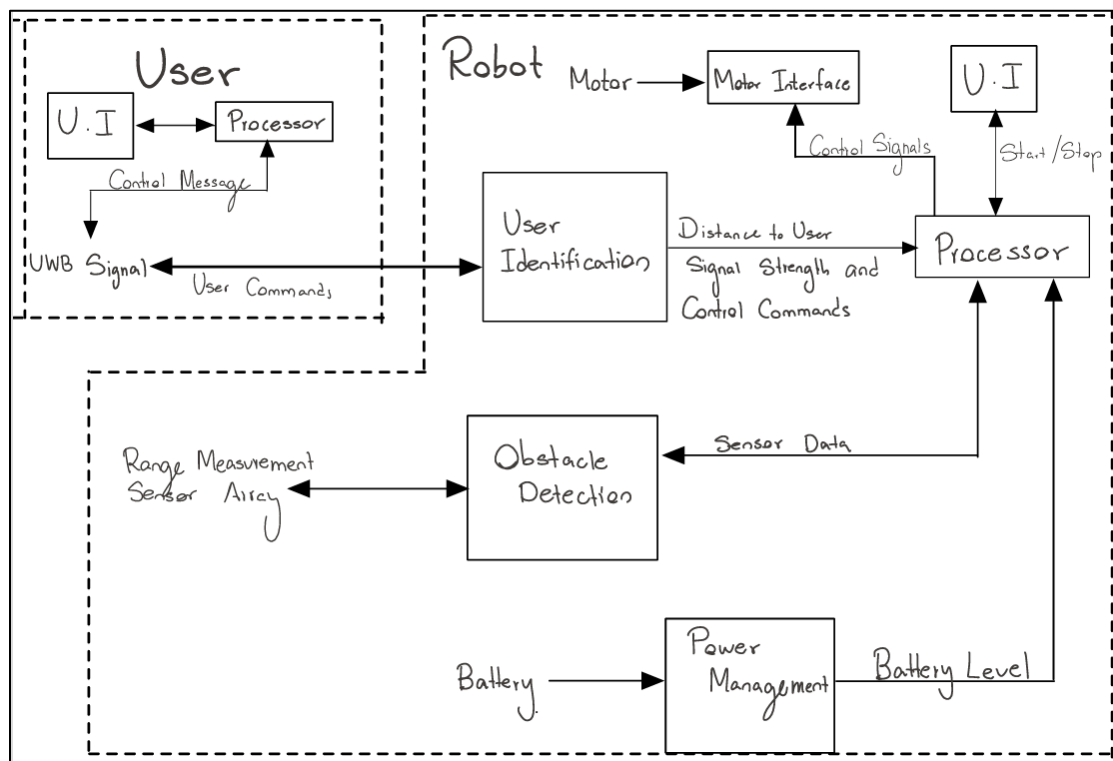 User
U.I
Processor
Control Message
UWB Signal
User Commands
Robot
Motor
Motor Interface
U.I
Control Signals
Start/Stop
User
Identification
Distance to User
Signal Strength and
Control Commands
Processor
Range Measurement
Sensor Array
Obstacle
Detection
Sensor Data
Battery.
Power
Management
Battery Level